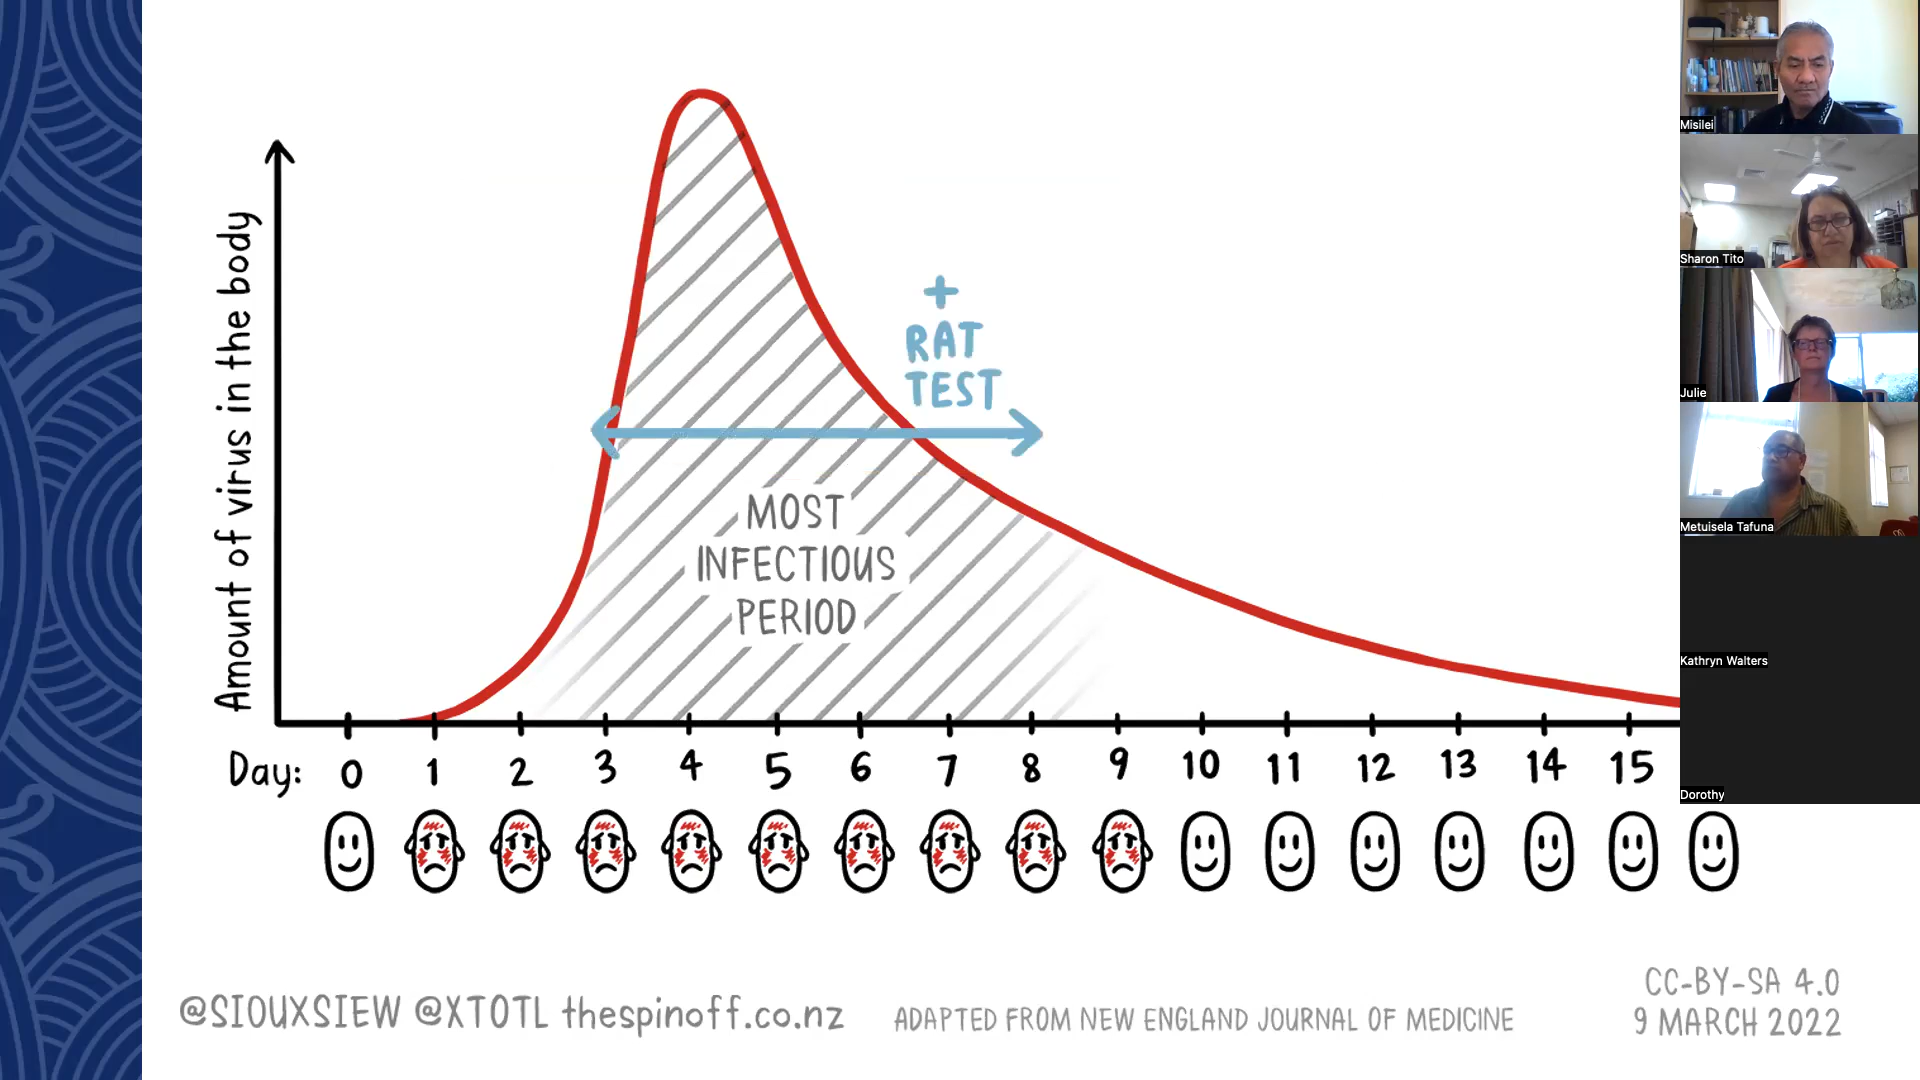 Amount of virus in the body
+
RAT
TEST
MOST
INFECTIOUS
PERIOD
Day: 0 1 2 3 4 5 6 7 8 9 10 11 12 13 14 15
@SIOUXSIEW @XTOTL thespinoff.co.nz
ADAPTED FROM NEW ENGLAND JOURNAL OF MEDICINE
CC-BY-SA 4.0
9 MARCH 2022
Misilei
Sharon Tito
Julie
Metuisela Tafuna
Kathryn Walters
Dorothy